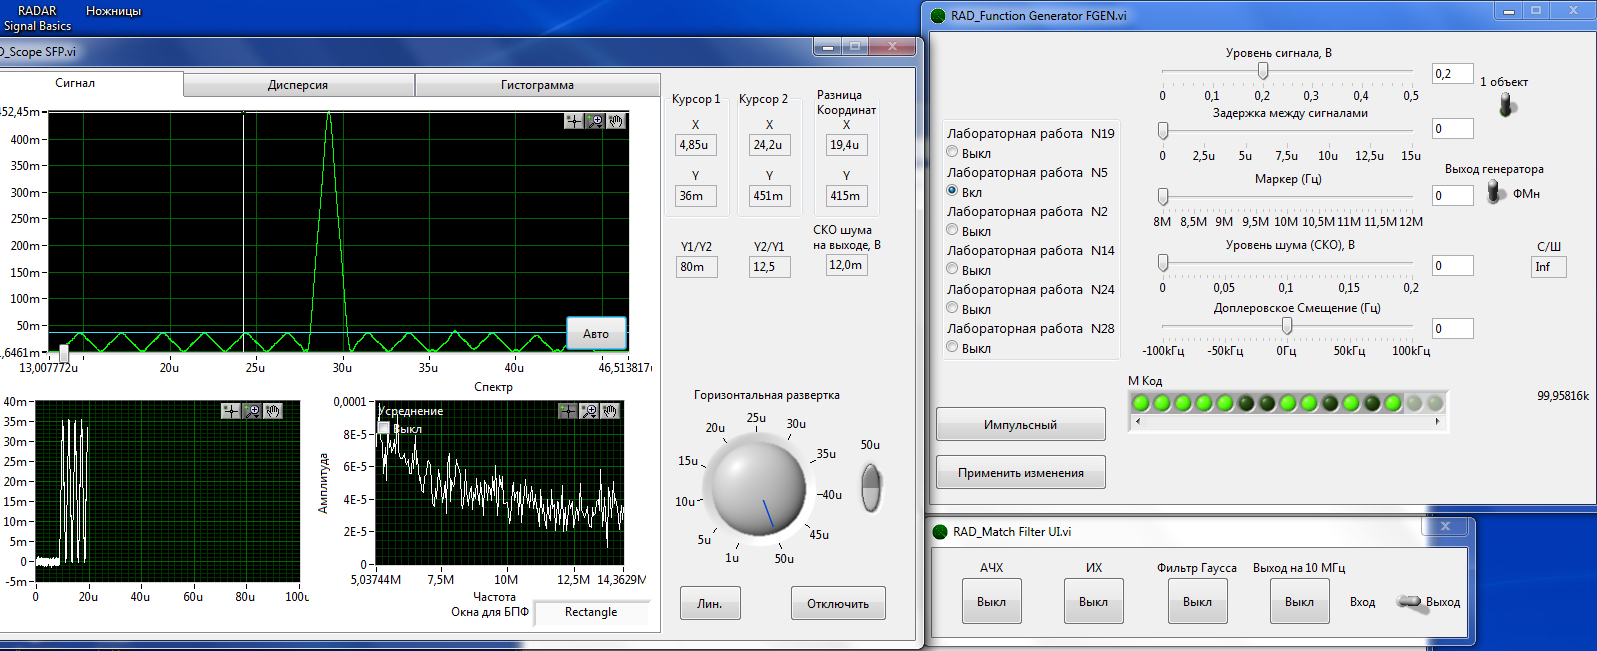 RADAR
Signal Basics
Ножницы
D_Scope SFP.vi
Сигнал
Дисперсия
Гистограмма
452,45m
400m
350m
300m
250m
200m
150m
100m
50m
,6461m
Авто
13,007772u 20u 25u 30u 35u 40u 46,513817u
Курсор 1
X
4,85u
Y
36m
Курсор 2
X
24,2u
Y
451m
Разница
Координат
X
19,4u
Y
415m
Y1/Y2
80m
Y2/Y1
12,5
СКО шума
на выходе, В
12,0m
40m
35m
30m
25m
20m
15m
10m
5m
0
-5m
0 20u 40u 60u 80u 100u
Спектр
Амплитуда
0,0001
8E-5
6E-5
4E-5
2E-5
0
Усреднение
Выкл
5,03744M 7,5M 10M 12,5M 14,3629M
Частота
Окна для БПФ
Rectangle
Горизонтальная развертка
1u
5u
10u
15u
20u
25u
30u
35u
40u
45u
50u
50u
Лин.
Отключить
RAD_Function Generator FGEN.vi
Лабораторная работа N19
Выкл
Лабораторная работа N5
Вкл
Лабораторная работа N2
Выкл
Лабораторная работа N14
Выкл
Лабораторная работа N24
Выкл
Лабораторная работа N28
Выкл
Импульсный
Применить изменения
Уровень сигнала, В
0 0,1 0,2 0,3 0,4 0,5
0,2
1 объект
Задержка между сигналами
0 2,5u 5u 7,5u 10u 12,5u 15u
0
Маркер (Гц)
8M 8,5M 9M 9,5M 10M 10,5M 11M 11,5M 12M
0
Выход генератора
ФМн
Уровень шума (СКО), В
0 0,05 0,1 0,15 0,2
0
С/Ш
Inf
Доплеровское Смещение (Гц)
-100кГц -50кГц 0Гц 50кГц 100кГц
0
М Код
99,95816k
RAD_Match Filter UI.vi
АЧХ
Выкл
ИХ
Выкл
Фильтр Гаусса
Выкл
Выход на 10 МГц
Выкл
Вход
Выход